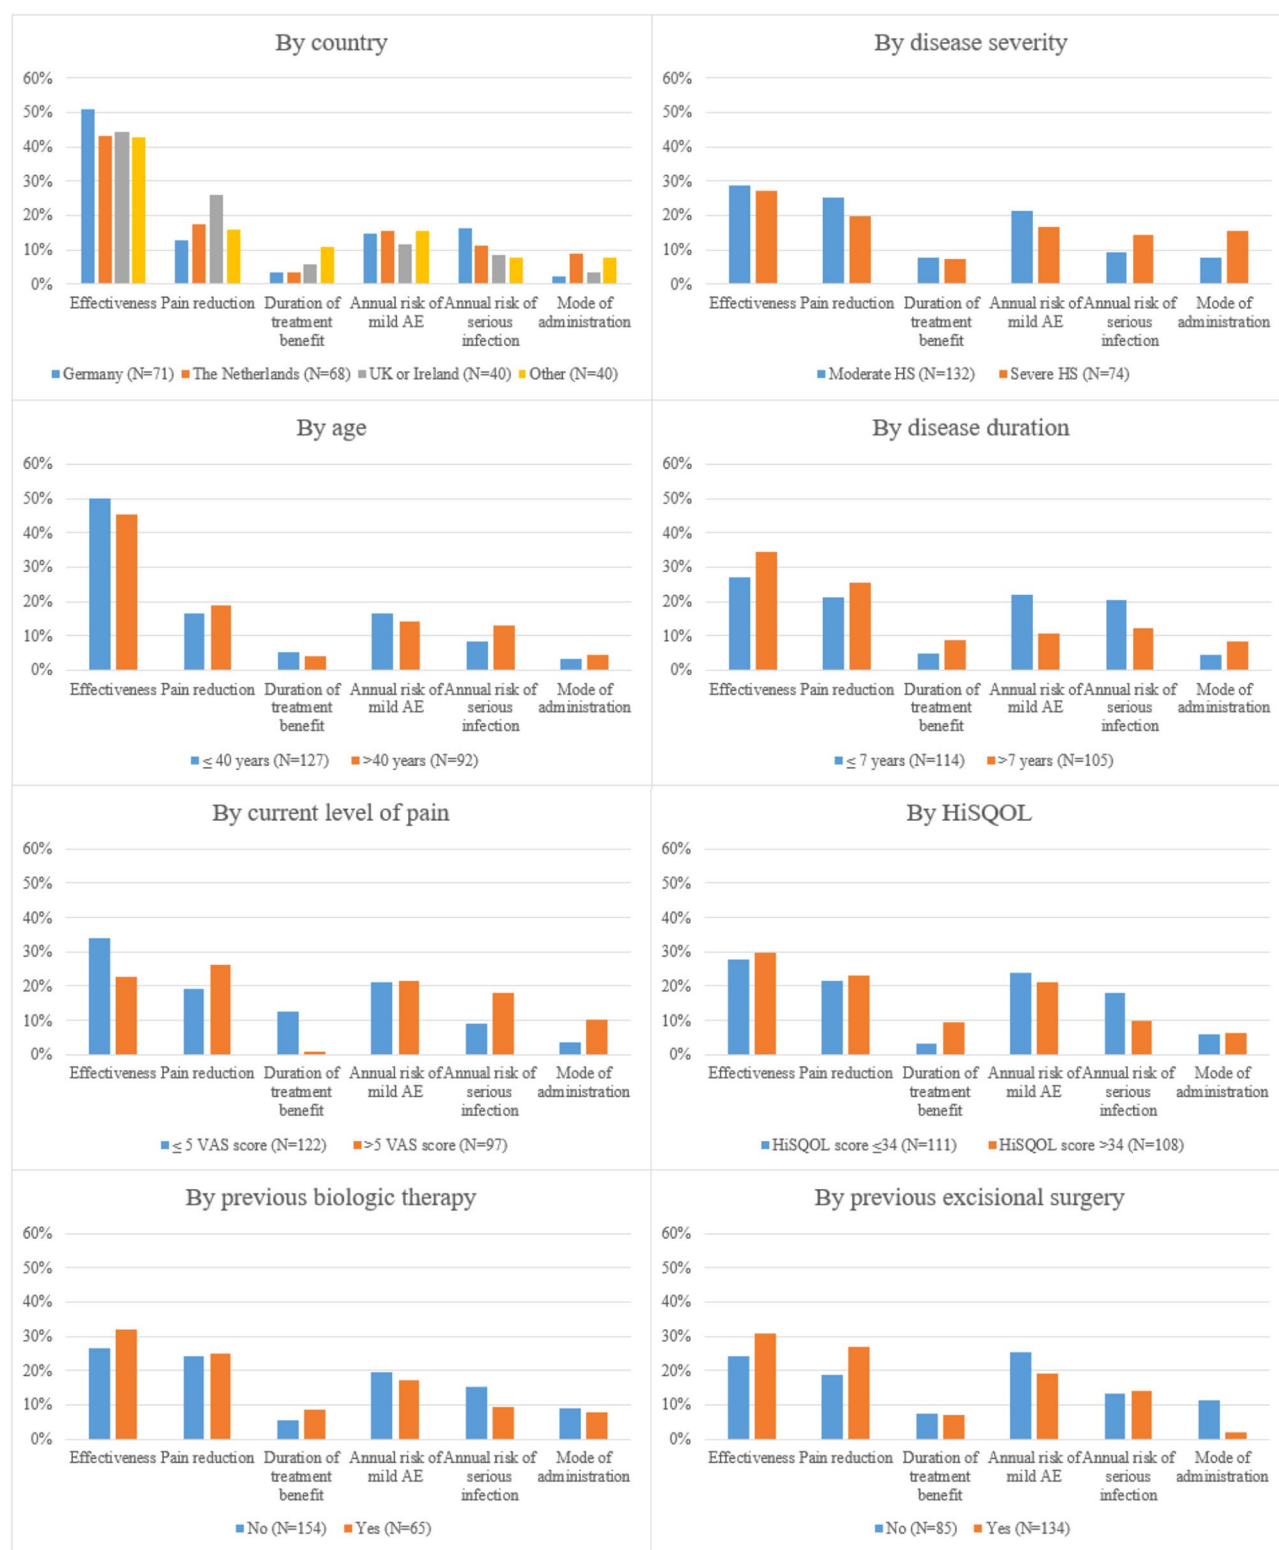 By country
60%
50%
40%
30%
20%
10%
0%
Effectiveness Pain reduction Duration of Annual risk of Annual risk of Mode of
treatment mild AE serious administration
benefit infection
Germany (N=71) The Netherlands (N=68) UK or Ireland (N=40) Other (N=40)
By disease severity
60%
50%
40%
30%
20%
10%
0%
Effectiveness Pain reduction Duration of Annual risk of Annual risk of Mode of
treatment mild AE serious administration
benefit infection
Moderate HS (N=132) Severe HS (N=74)
By age
60%
50%
40%
30%
20%
10%
0%
Effectiveness Pain reduction Duration of Annual risk of Annual risk of Mode of
treatment mild AE serious administration
benefit infection
≤ 40 years (N=127) >40 years (N=92)
By disease duration
60%
50%
40%
30%
20%
10%
0%
Effectiveness Pain reduction Duration of Annual risk of Annual risk of Mode of
treatment mild AE serious administration
benefit infection
≤ 7 years (N=114) >7 years (N=105)
By current level of pain
60%
50%
40%
30%
20%
10%
0%
Effectiveness Pain reduction Duration of Annual risk of Annual risk of Mode of
treatment mild AE serious administration
benefit infection
≤ 5 VAS score (N=122) >5 VAS score (N=97)
By HiSQOL
60%
50%
40%
30%
20%
10%
0%
Effectiveness Pain reduction Duration of Annual risk of Annual risk of Mode of
treatment mild AE serious administration
benefit infection
HiSQOL score ≤34 (N=111) HiSQOL score >34 (N=108)
By previous biologic therapy
60%
50%
40%
30%
20%
10%
0%
Effectiveness Pain reduction Duration of Annual risk of Annual risk of Mode of
treatment mild AE serious administration
benefit infection
No (N=154) Yes (N=65)
By previous excisional surgery
60%
50%
40%
30%
20%
10%
0%
Effectiveness Pain reduction Duration of Annual risk of Annual risk of Mode of
treatment mild AE serious administration
benefit infection
No (N=85) Yes (N=134)